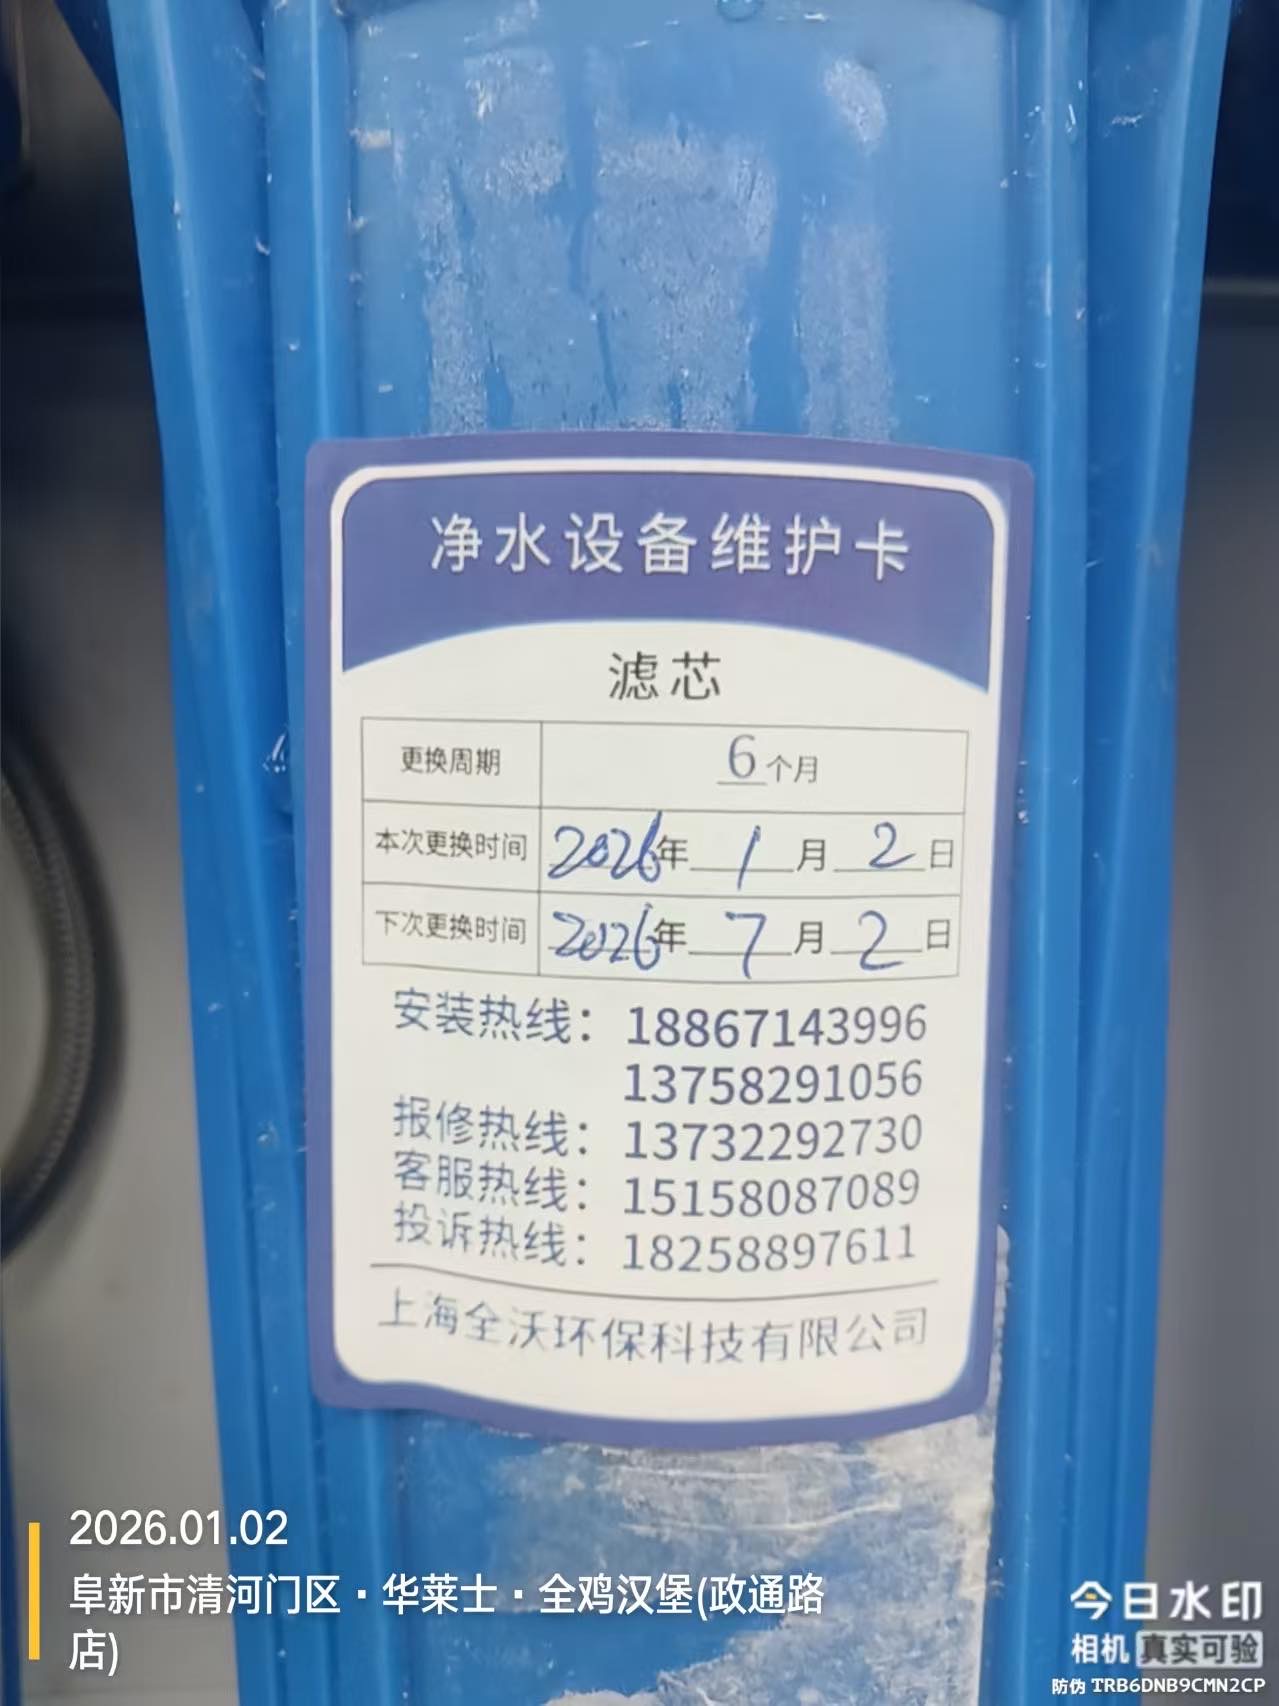 净水设备维护卡
滤芯
更换周期 6个月
本次更换时间 2026年1月2日
下次更换时间 2026年7月2日
安装热线：18867143996
13758291056
报修热线：13732292730
客服热线：15158087089
投诉热线：18258897611
上海全沃环保科技有限公司
2026.01.02
阜新市清河门区·华莱士·全鸡汉堡(政通路
店)
今日水印
相机 真实可验
防伪 TRB6DNB9CMN2CP